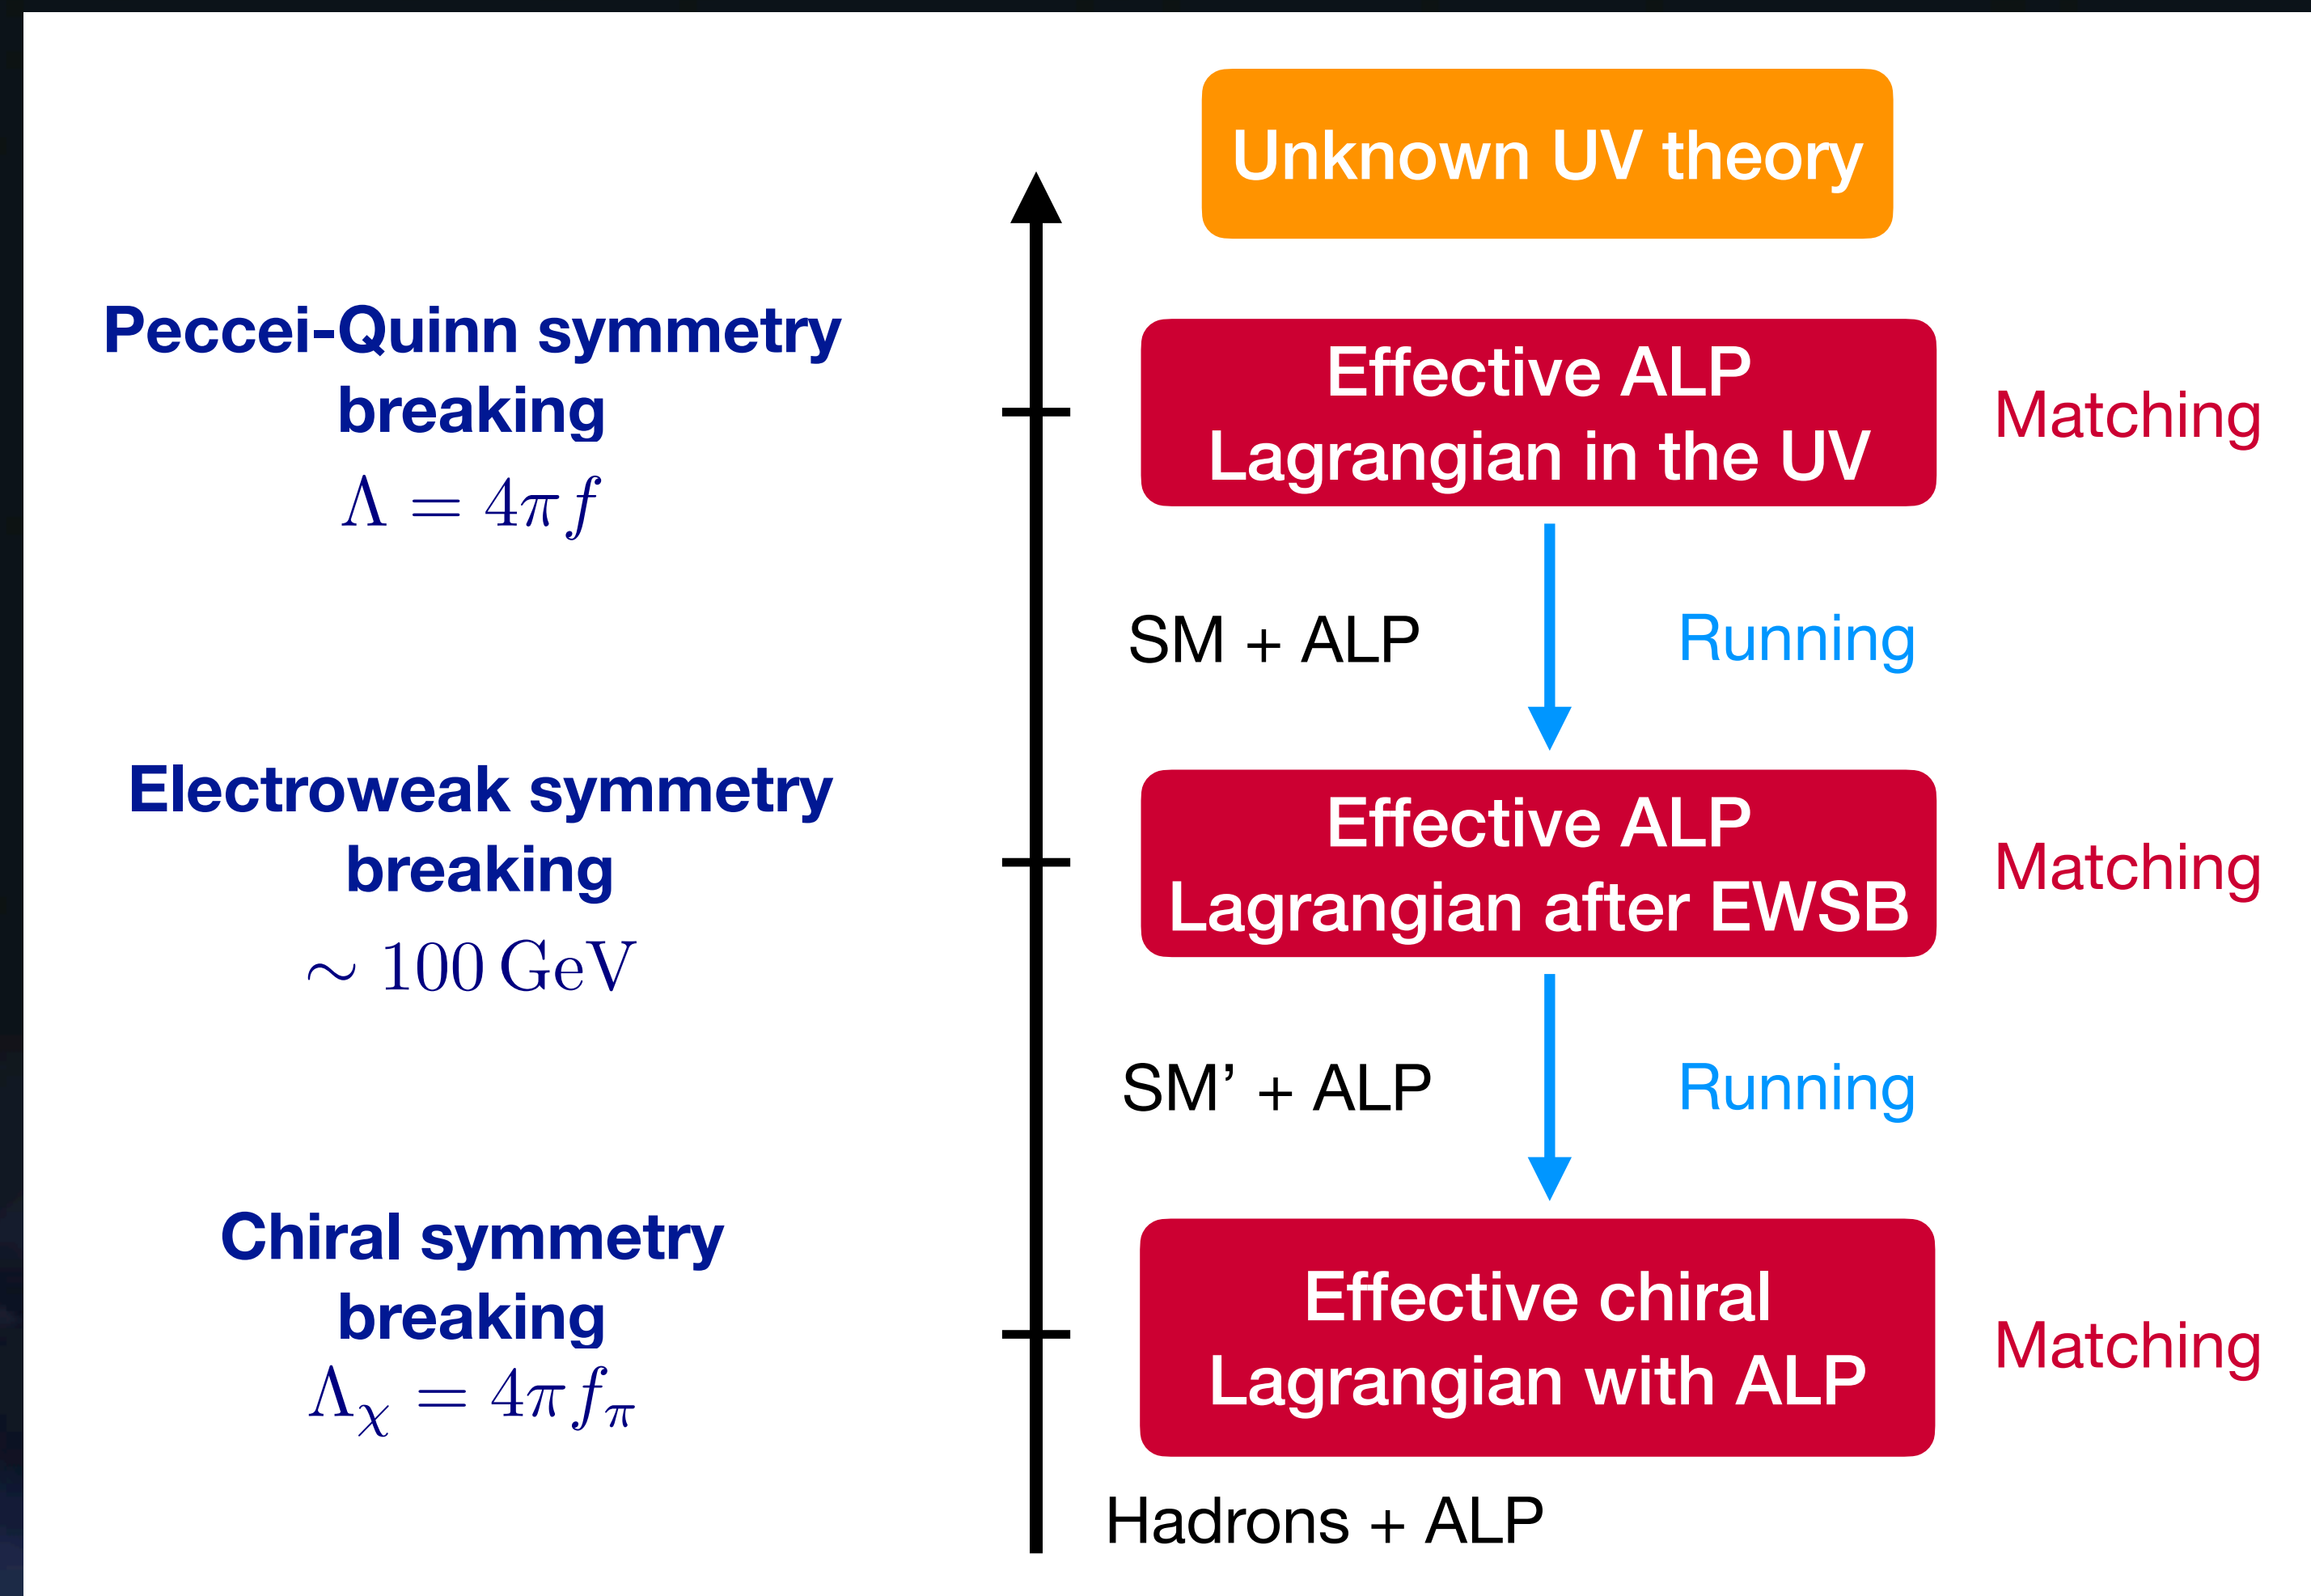 Unknown UV theory
Peccei-Quinn symmetry
breaking
Λ = 4πf
Effective ALP
Lagrangian in the UV
Matching
SM + ALP
Running
Electroweak symmetry
breaking
∼ 100 GeV
Effective ALP
Lagrangian after EWSB
Matching
SM’ + ALP
Running
Chiral symmetry
breaking
Λ_χ = 4πf_π
Effective chiral
Lagrangian with ALP
Matching
Hadrons + ALP